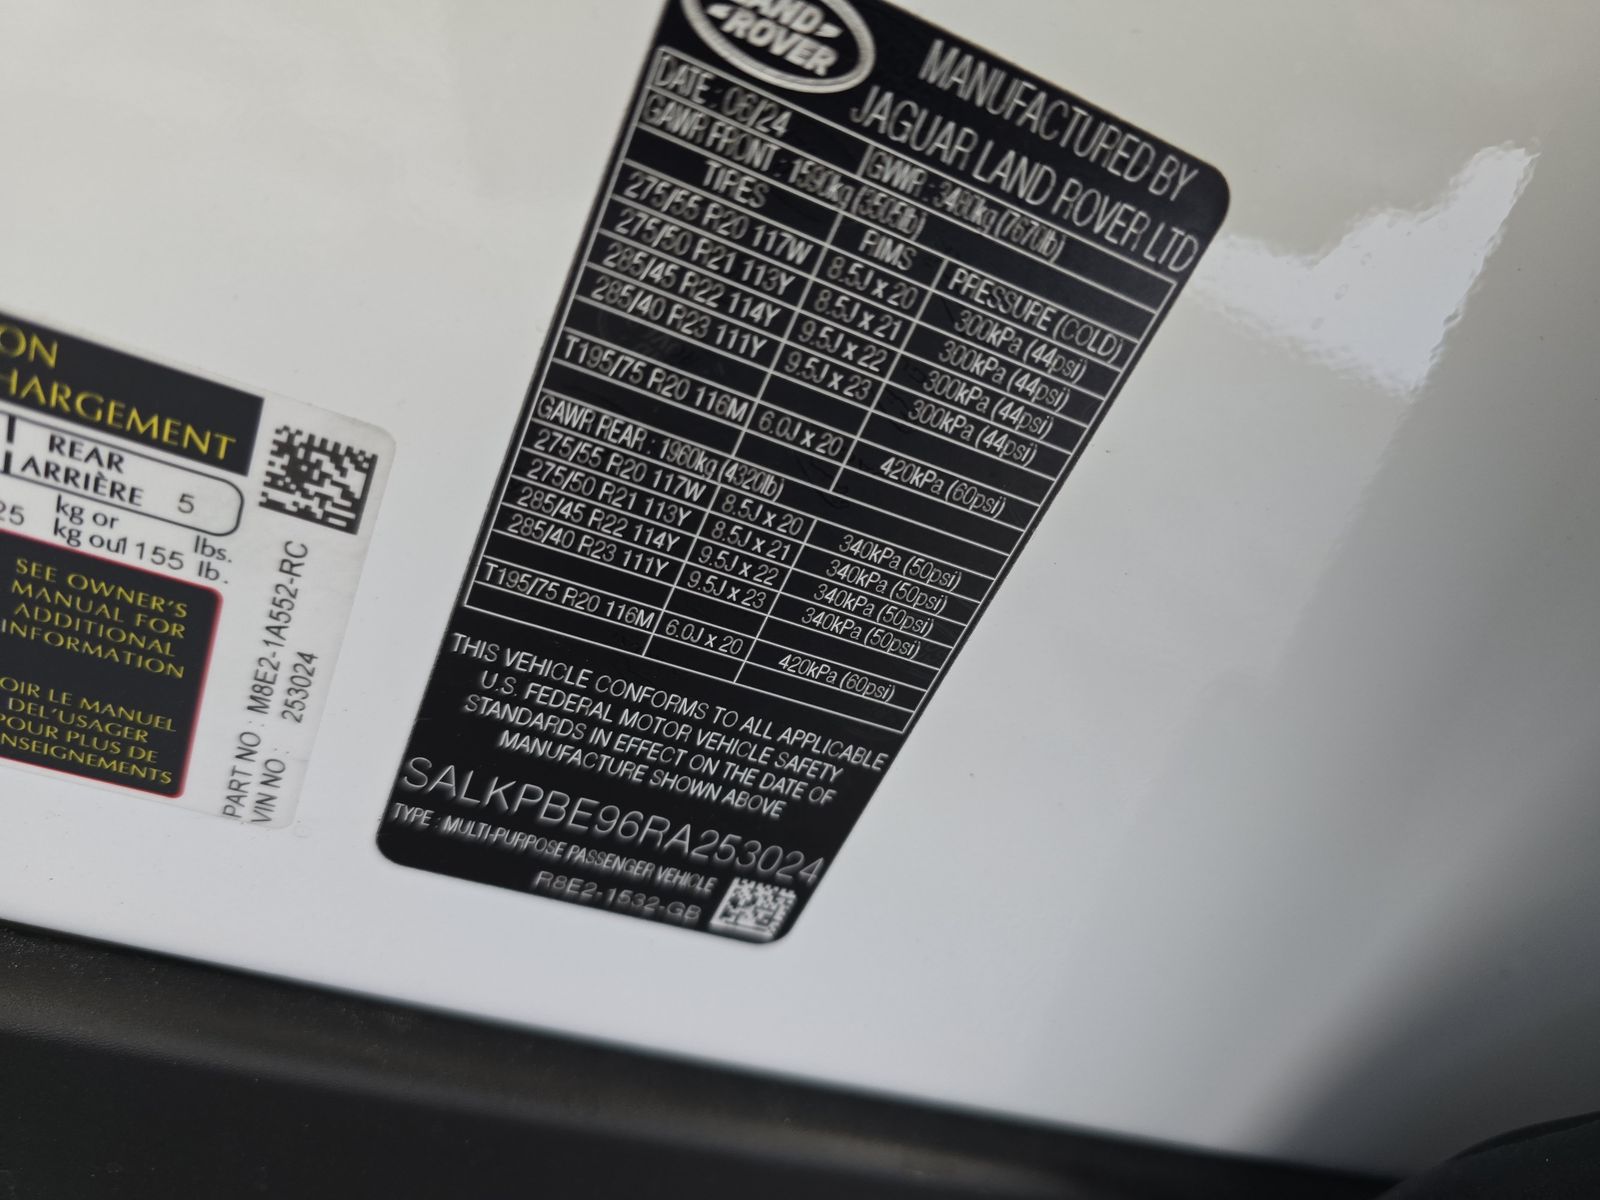 LAND
ROVER
MANUFACTURED BY
JAGUAR LAND ROVER LTD
DATE : 06/24 GVWR : 3480kg (7670lb)
GAWR FRONT : 1590kg (3505lb)
TIRES RIMS PRESSURE (COLD)
275/55 R20 117W 8.5J x 20 300kPa (44psi)
275/50 R21 113Y 8.5J x 21 300kPa (44psi)
285/45 R22 114Y 9.5J x 22 300kPa (44psi)
285/40 R23 111Y 9.5J x 23 300kPa (44psi)
T195/75 R20 116M 6.0J x 20 420kPa (60psi)
GAWR REAR : 1960kg (4320lb)
275/55 R20 117W 8.5J x 20 340kPa (50psi)
275/50 R21 113Y 8.5J x 21 340kPa (50psi)
285/45 R22 114Y 9.5J x 22 340kPa (50psi)
285/40 R23 111Y 9.5J x 23 340kPa (50psi)
T195/75 R20 116M 6.0J x 20 420kPa (60psi)
THIS VEHICLE CONFORMS TO ALL APPLICABLE
U.S. FEDERAL MOTOR VEHICLE SAFETY
STANDARDS IN EFFECT ON THE DATE OF
MANUFACTURE SHOWN ABOVE
SALKPBE96RA253024
TYPE : MULTI-PURPOSE PASSENGER VEHICLE
R8E2-1532-GB
ON
HARGEMENT
REAR
ARRIÈRE 5
25 kg or lbs.
kg ou 1155 lb.
SEE OWNER'S
MANUAL FOR
ADDITIONAL
INFORMATION
OIR LE MANUEL
DEL'USAGER
POUR PLUS DE
NSEIGNEMENTS
PART NO : M8E2-1A552-RC
VIN NO : 253024